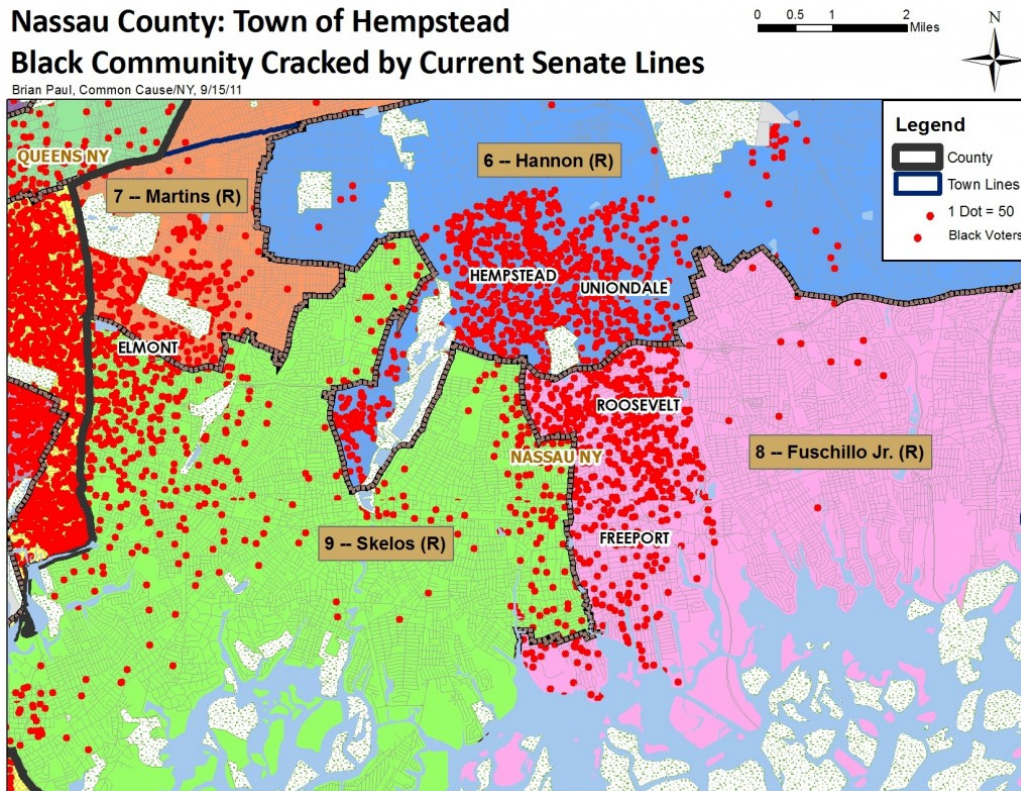 Nassau County: Town of Hempstead
Black Community Cracked by Current Senate Lines
Brian Paul, Common Cause/NY, 9/15/11
0 0.5 1 2
Miles
N
Legend
County
Town Lines
1 Dot = 50
Black Voters
QUEENS NY
7 -- Martins (R)
6 -- Hannon (R)
HEMPSTEAD
UNIONDALE
ELMONT
ROOSEVELT
NASSAU NY
8 -- Fuschillo Jr. (R)
9 -- Skelos (R)
FREEPORT